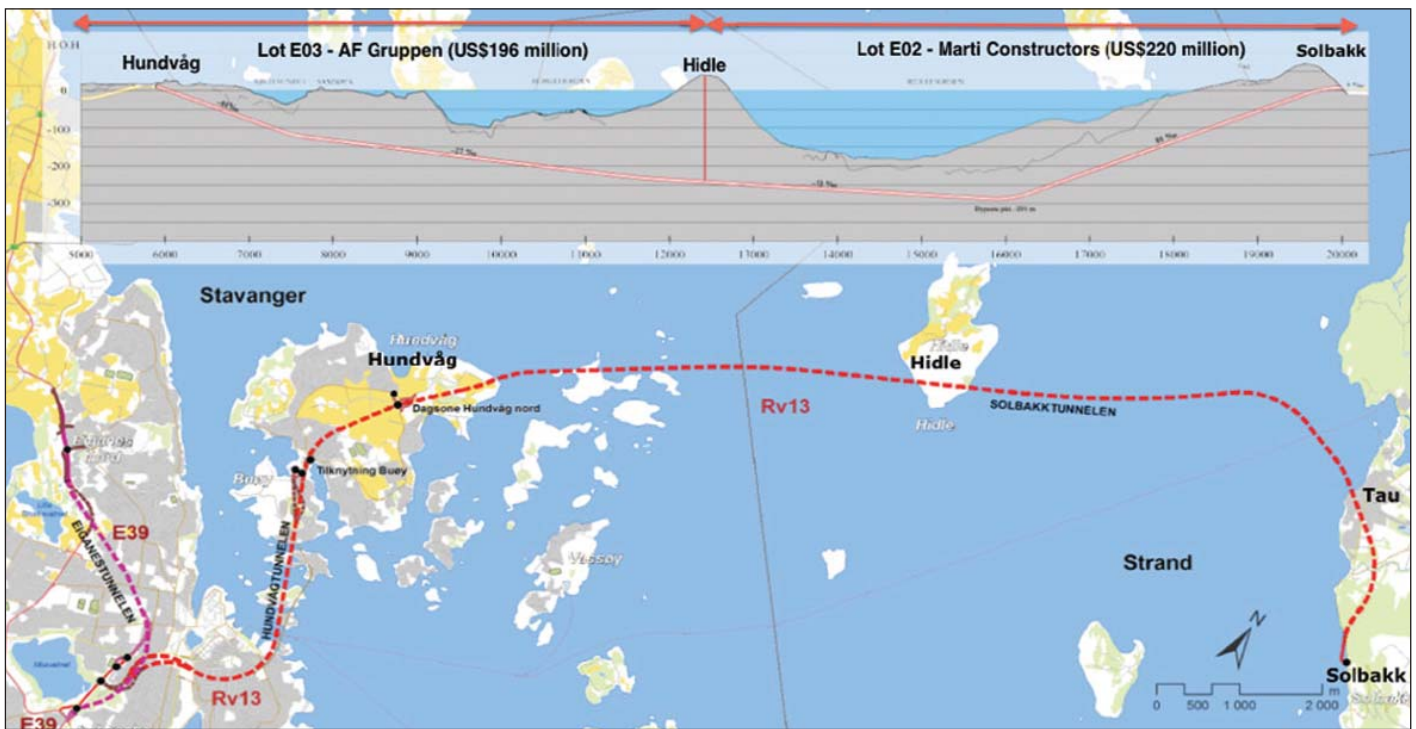 Lot E03 - AF Gruppen (US$196 million)
Lot E02 - Marti Constructors (US$220 million)
H.O.H
Hundvåg
Hidle
Solbakk
0
-100
-200
-300
5000 6000 7000 8000 9000 10000 11000 12000 13000 14000 15000 16000 17000 18000 19000 20000
Stavanger
Hundvåg
Hundvåg
Dagsone Hundvåg nord
Tilknytning Buøy
Buøy
Hidle
Hidle
Hidle
Rv13
SOLBAKKTUNNELEN
Tau
E39
EIGANESTUNNELEN
HUNDVÅGTUNNELEN
Vassøy
Strand
N
Solbakk
Solbakk
Rv13
E39
0 500 1 000 2 000 m